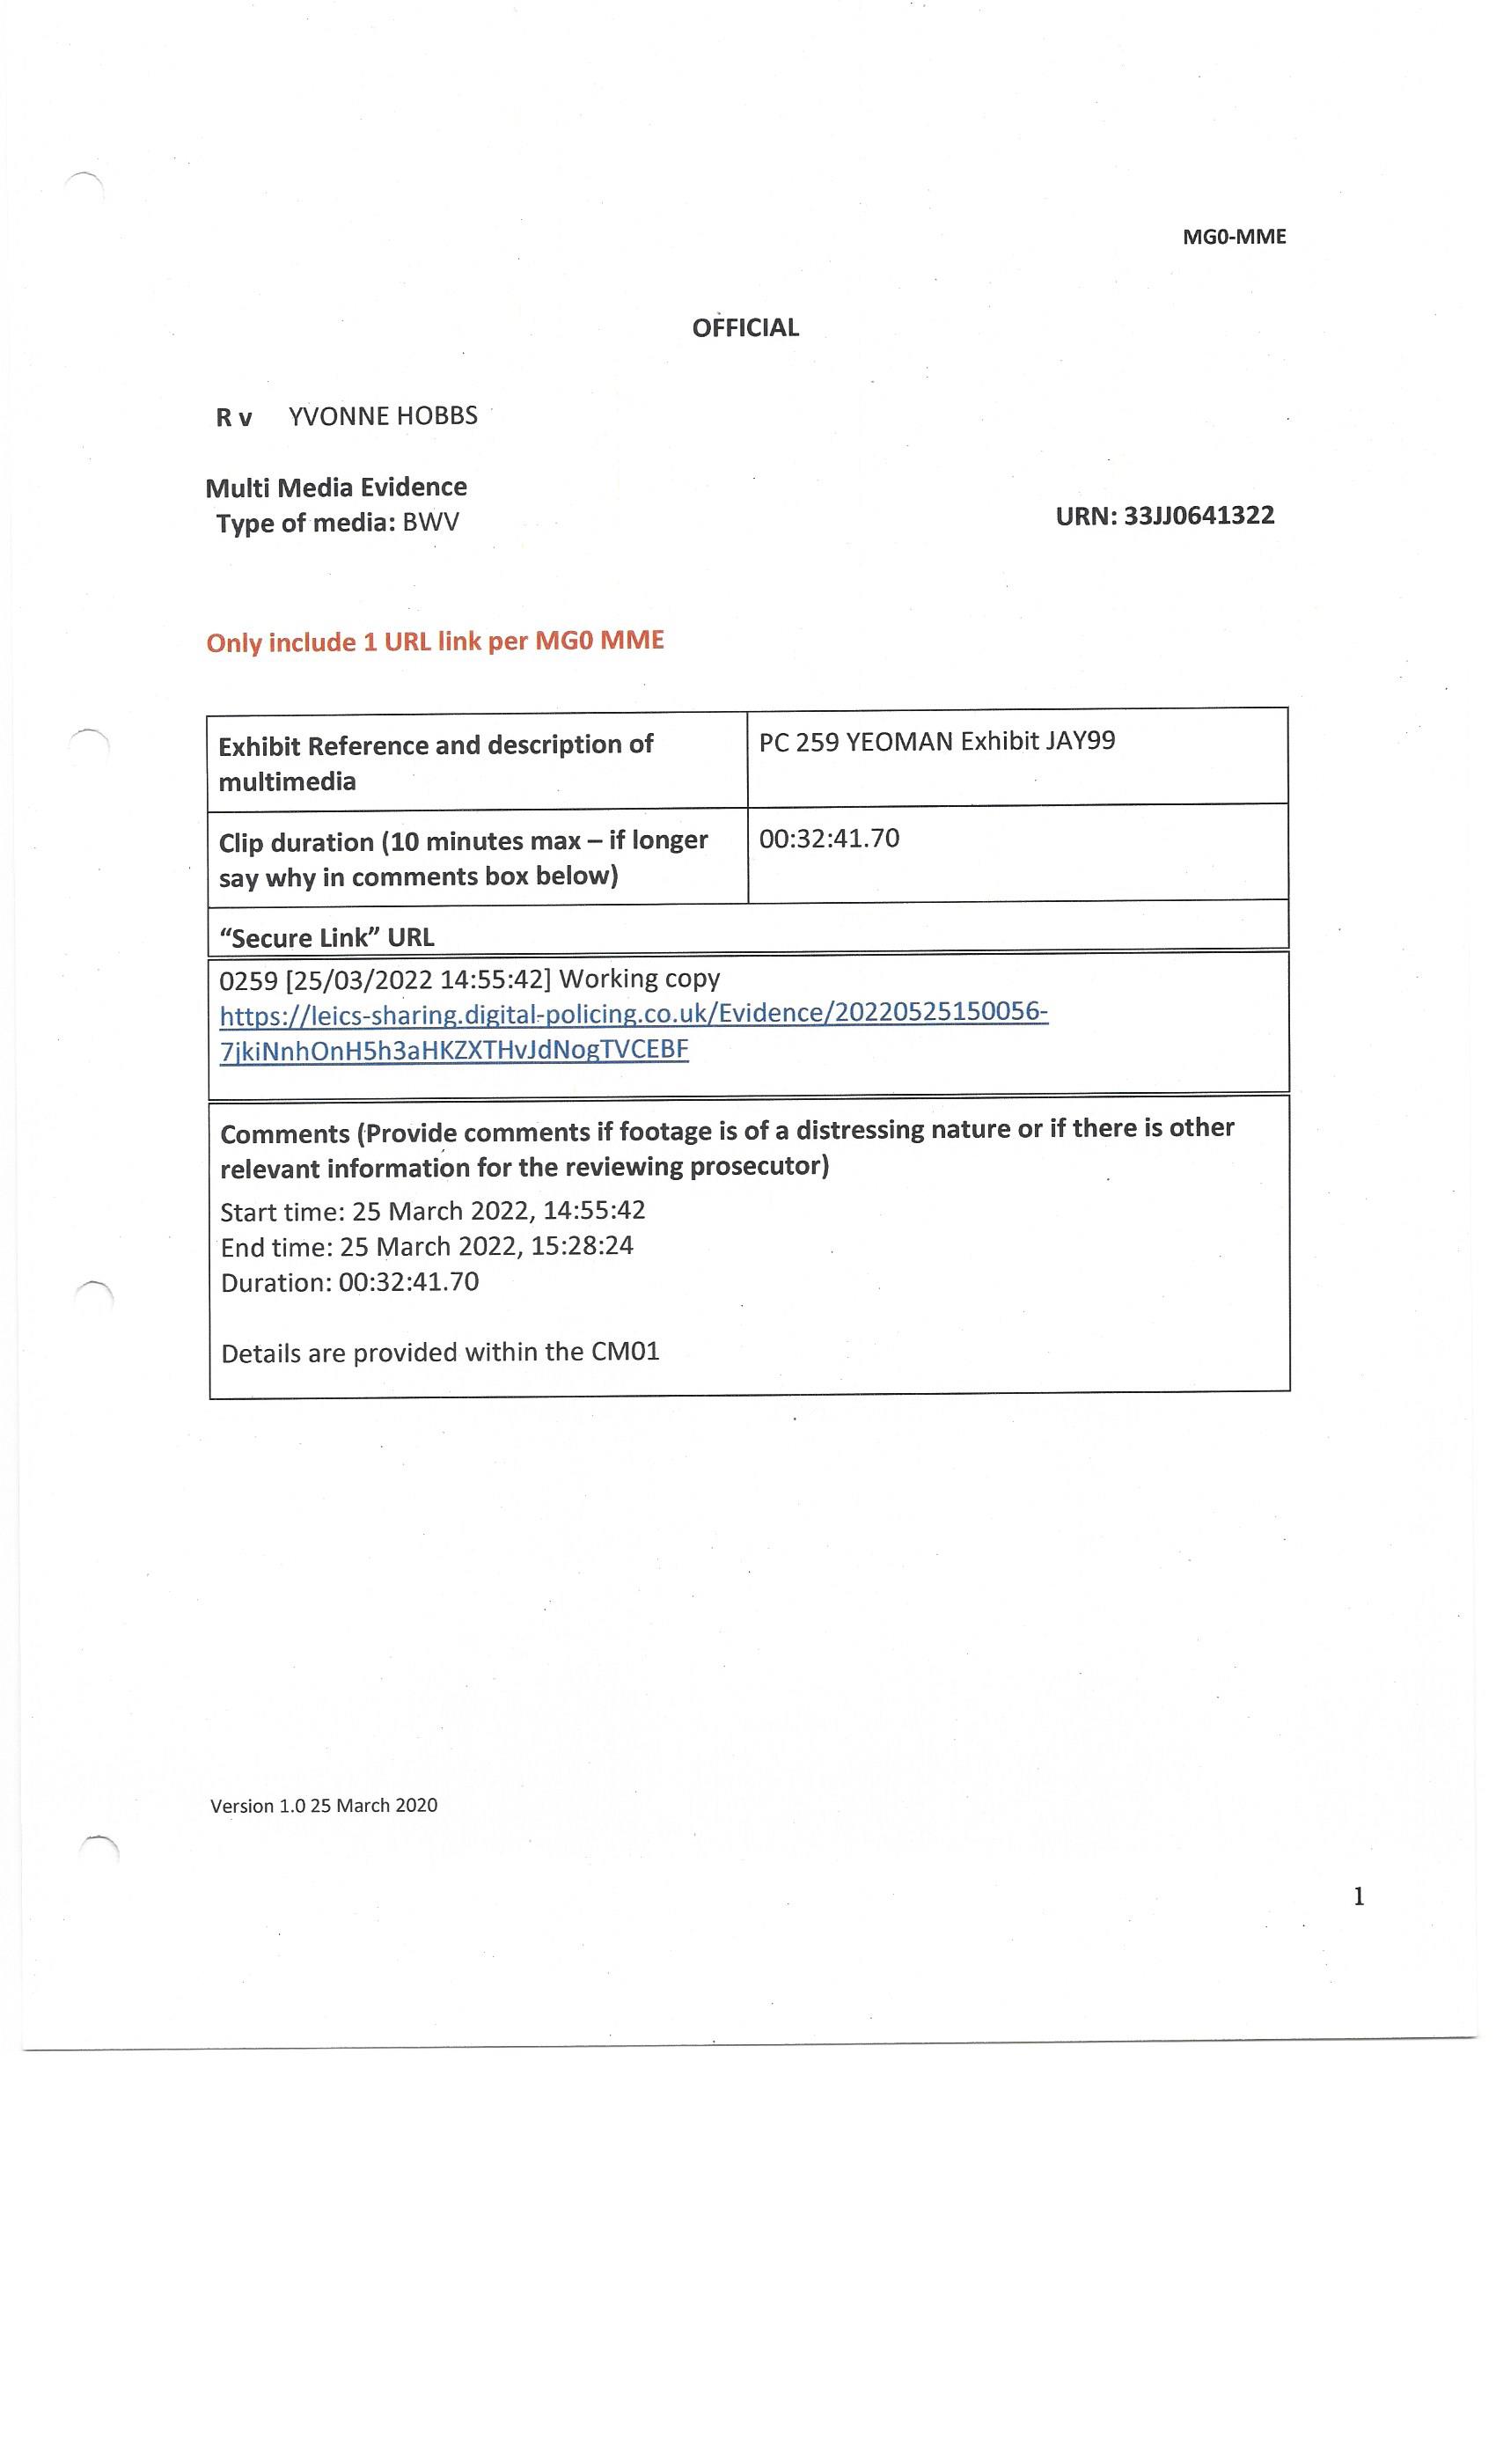 MG0-MME
OFFICIAL
R v YVONNE HOBBS
Multi Media Evidence
Type of media: BWV
URN: 33JJ0641322
Only include 1 URL link per MG0 MME
Exhibit Reference and description of
multimedia
PC 259 YEOMAN Exhibit JAY99
Clip duration (10 minutes max – if longer
say why in comments box below)
00:32:41.70
“Secure Link” URL
0259 [25/03/2022 14:55:42] Working copy
https://leics-sharing.digital-policing.co.uk/Evidence/20220525150056-
7jkiNnhOnH5h3aHKZXTHvJdNogTVCEBF
Comments (Provide comments if footage is of a distressing nature or if there is other
relevant information for the reviewing prosecutor)
Start time: 25 March 2022, 14:55:42
End time: 25 March 2022, 15:28:24
Duration: 00:32:41.70
Details are provided within the CM01
Version 1.0 25 March 2020
1